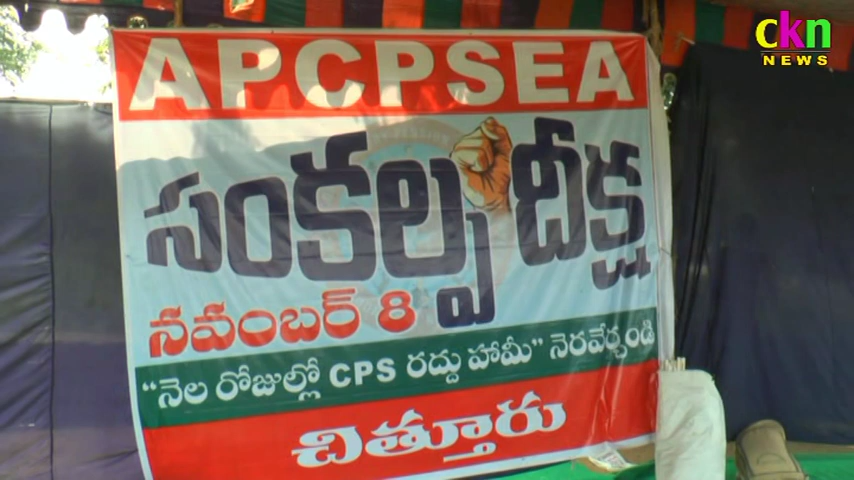 ckn
NEWS
APCPSEA
సంకల్ప దీక్ష
నవంబర్ 8
"నెల రోజుల్లో CPS రద్దు హామీ" నెరవేర్చండి
చిత్తూరు